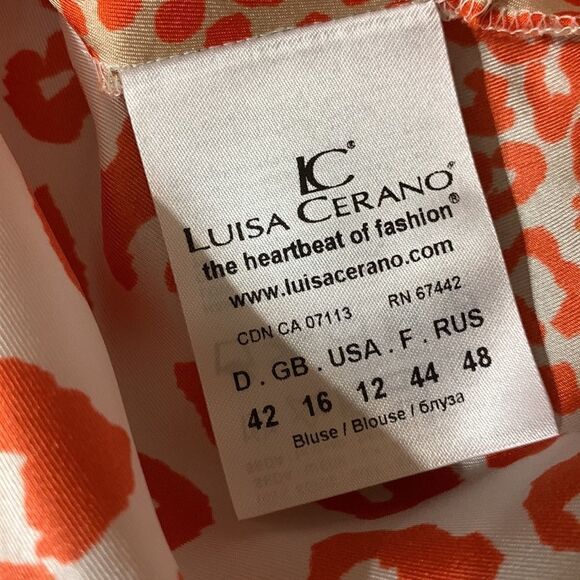 LC®
LUISA CERANO®
the heartbeat of fashion®
www.luisacerano.com
CDN CA 07113 RN 67442
D . GB . USA . F . RUS
42 16 12 44 48
Bluse / Blouse / блуза